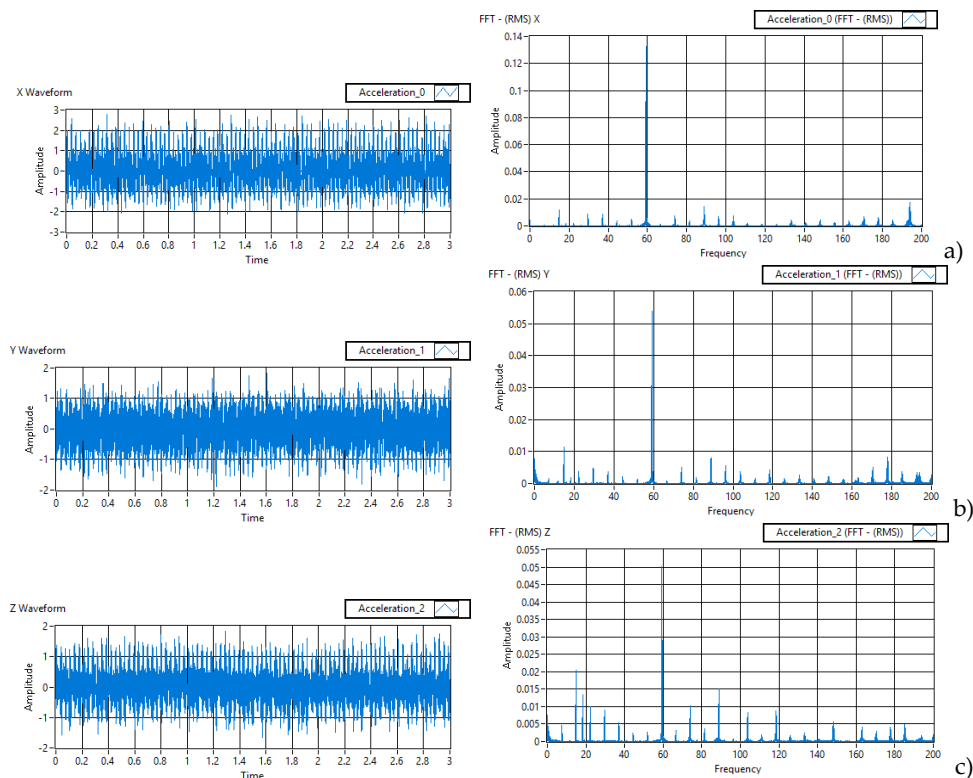 FFT - (RMS) X
Acceleration_0 (FFT - (RMS))
0.14
0.12
0.1
0.08
0.06
0.04
0.02
0
Amplitude
0 20 40 60 80 100 120 140 160 180 200
Frequency
a)
X Waveform
Acceleration_0
3
2
1
0
-1
-2
-3
Amplitude
0 0.2 0.4 0.6 0.8 1 1.2 1.4 1.6 1.8 2 2.2 2.4 2.6 2.8 3
Time
FFT - (RMS) Y
Acceleration_1 (FFT - (RMS))
0.06
0.05
0.04
0.03
0.02
0.01
0
Amplitude
0 20 40 60 80 100 120 140 160 180 200
Frequency
b)
Y Waveform
Acceleration_1
2
1
0
-1
-2
Amplitude
0 0.2 0.4 0.6 0.8 1 1.2 1.4 1.6 1.8 2 2.2 2.4 2.6 2.8 3
Time
FFT - (RMS) Z
Acceleration_2 (FFT - (RMS))
0.055
0.05
0.045
0.04
0.035
0.03
0.025
0.02
0.015
0.01
0.005
0
Amplitude
0 20 40 60 80 100 120 140 160 180 200
Frequency
c)
Z Waveform
Acceleration_2
2
1
0
-1
-2
Amplitude
0 0.2 0.4 0.6 0.8 1 1.2 1.4 1.6 1.8 2 2.2 2.4 2.6 2.8 3
Time